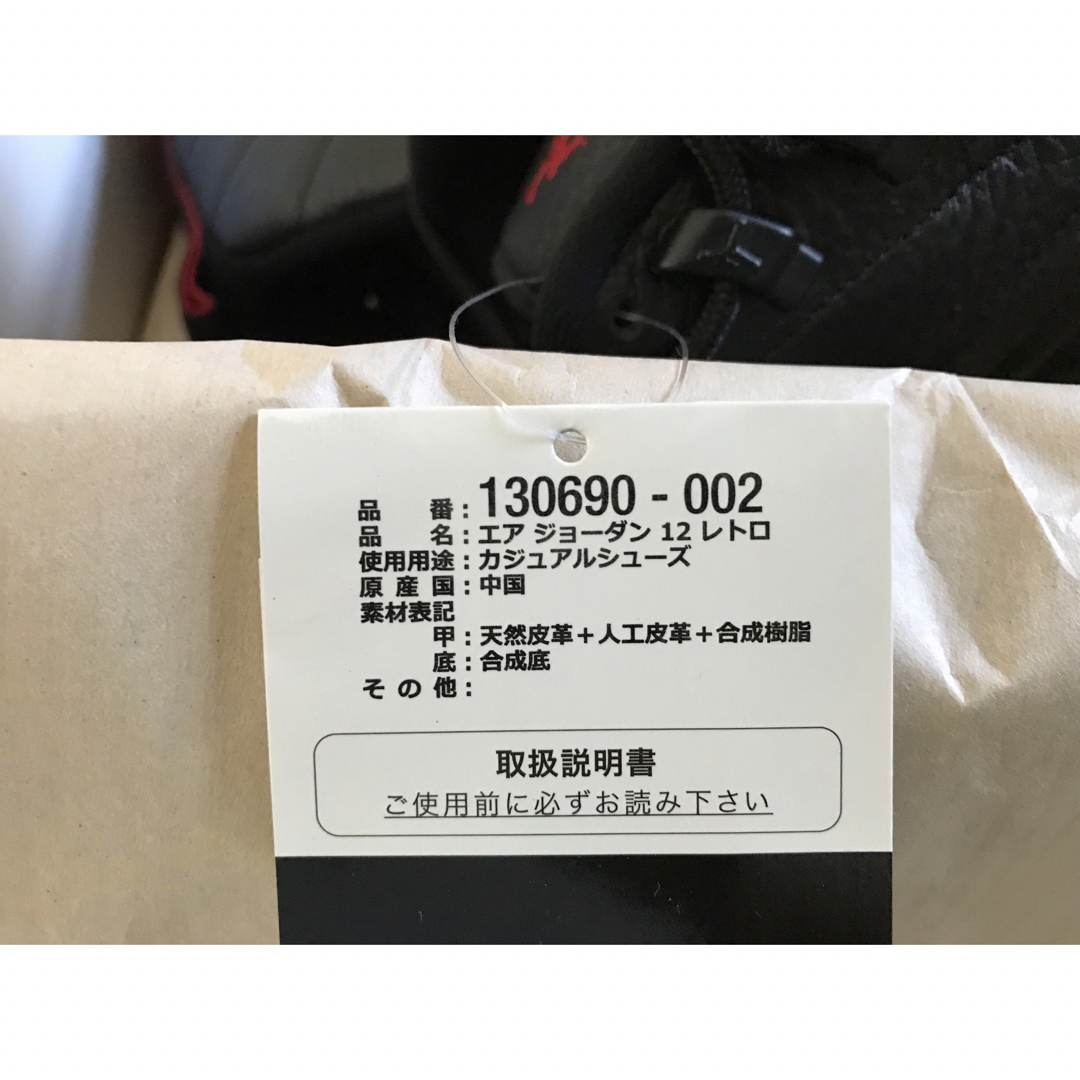 品 番：130690 - 002
品 名：エア ジョーダン 12 レトロ
使用用途：カジュアルシューズ
原 産 国：中国
素材表記
甲：天然皮革＋人工皮革＋合成樹脂
底：合成底
そ の 他：
取扱説明書
ご使用前に必ずお読み下さい